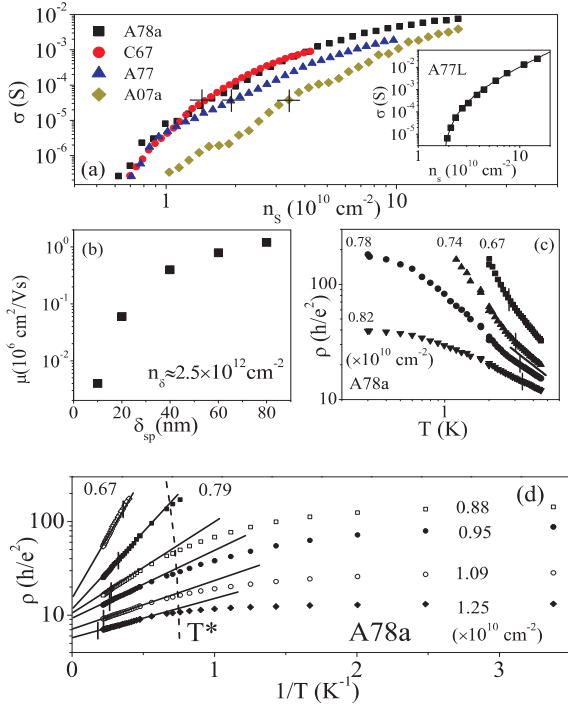 A78a
C67
A77
A07a
A77L
10⁻²
10⁻³
10⁻⁴
10⁻⁵
σ (S)
1
10
n_s (10¹⁰ cm⁻²)
10⁻²
10⁻³
10⁻⁴
10⁻⁵
10⁻⁶
σ (S)
(a)
1
10
n_S (10¹⁰ cm⁻²)
(b)
10⁰
10⁻¹
10⁻²
μ(10⁶ cm²/Vs)
n_δ≈2.5×10¹²cm⁻²
0
20
40
60
80
δ_sp(nm)
(c)
0.78
0.74
0.67
0.82
(×10¹⁰ cm⁻²)
A78a
100
10
ρ (h/e²)
1
T (K)
(d)
0.67
0.79
0.88
0.95
1.09
1.25
(×10¹⁰ cm⁻²)
T*
A78a
100
10
ρ (h/e²)
0
1
2
3
1/T (K⁻¹)